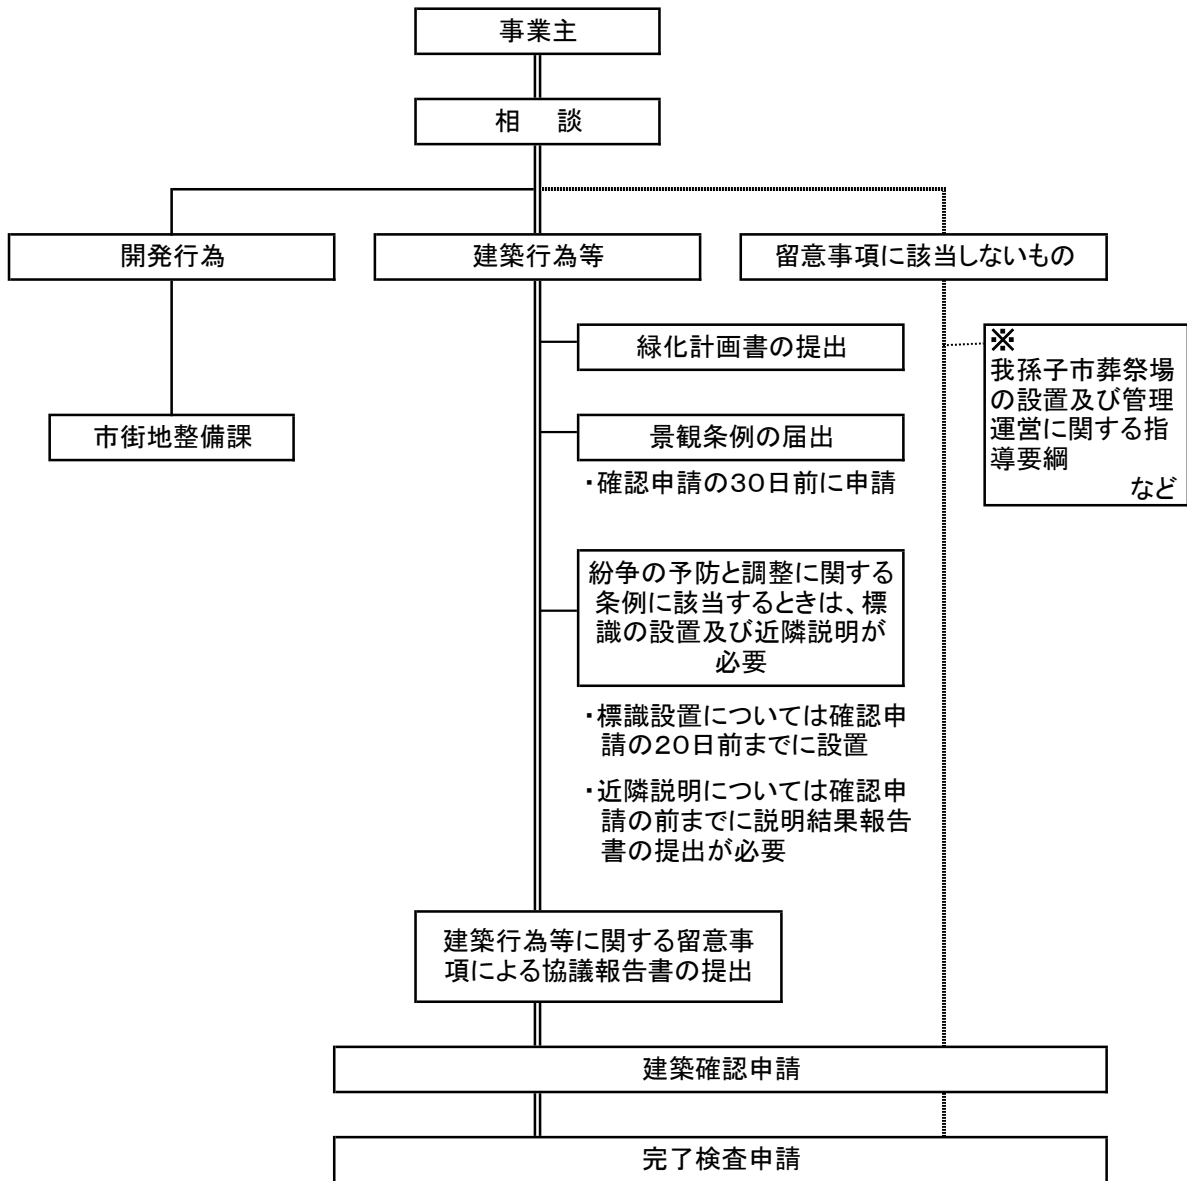 事業主
相　談
開発行為
建築行為等
留意事項に該当しないもの
緑化計画書の提出
※
我孫子市葬祭場
の設置及び管理
運営に関する指
導要綱
など
市街地整備課
景観条例の届出
・確認申請の30日前に申請
紛争の予防と調整に関する
条例に該当するときは、標
識の設置及び近隣説明が
必要
・標識設置については確認申
請の20日前までに設置
・近隣説明については確認申
請の前までに説明結果報告
書の提出が必要
建築行為等に関する留意事
項による協議報告書の提出
建築確認申請
完了検査申請